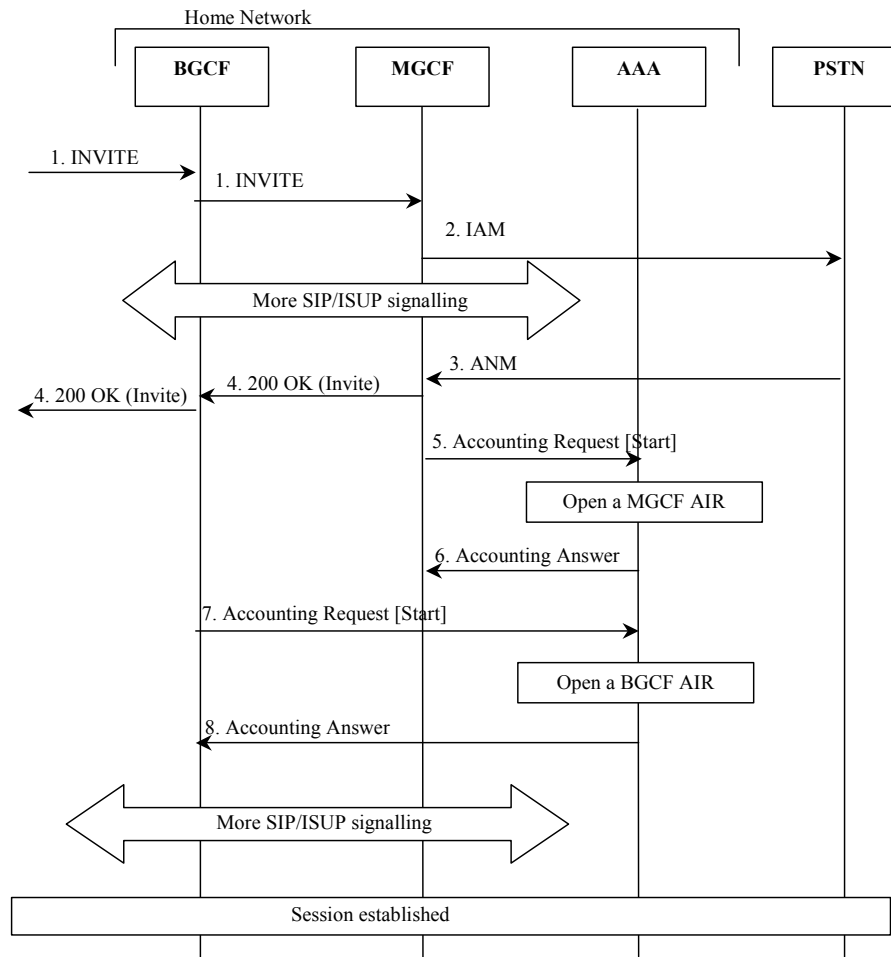 Home Network
BGCF
MGCF
AAA
PSTN
1. INVITE
1. INVITE
2. IAM
More SIP/ISUP signalling
3. ANM
4. 200 OK (Invite)
4. 200 OK (Invite)
5. Accounting Request [Start]
Open a MGCF AIR
6. Accounting Answer
7. Accounting Request [Start]
Open a BGCF AIR
8. Accounting Answer
More SIP/ISUP signalling
Session established